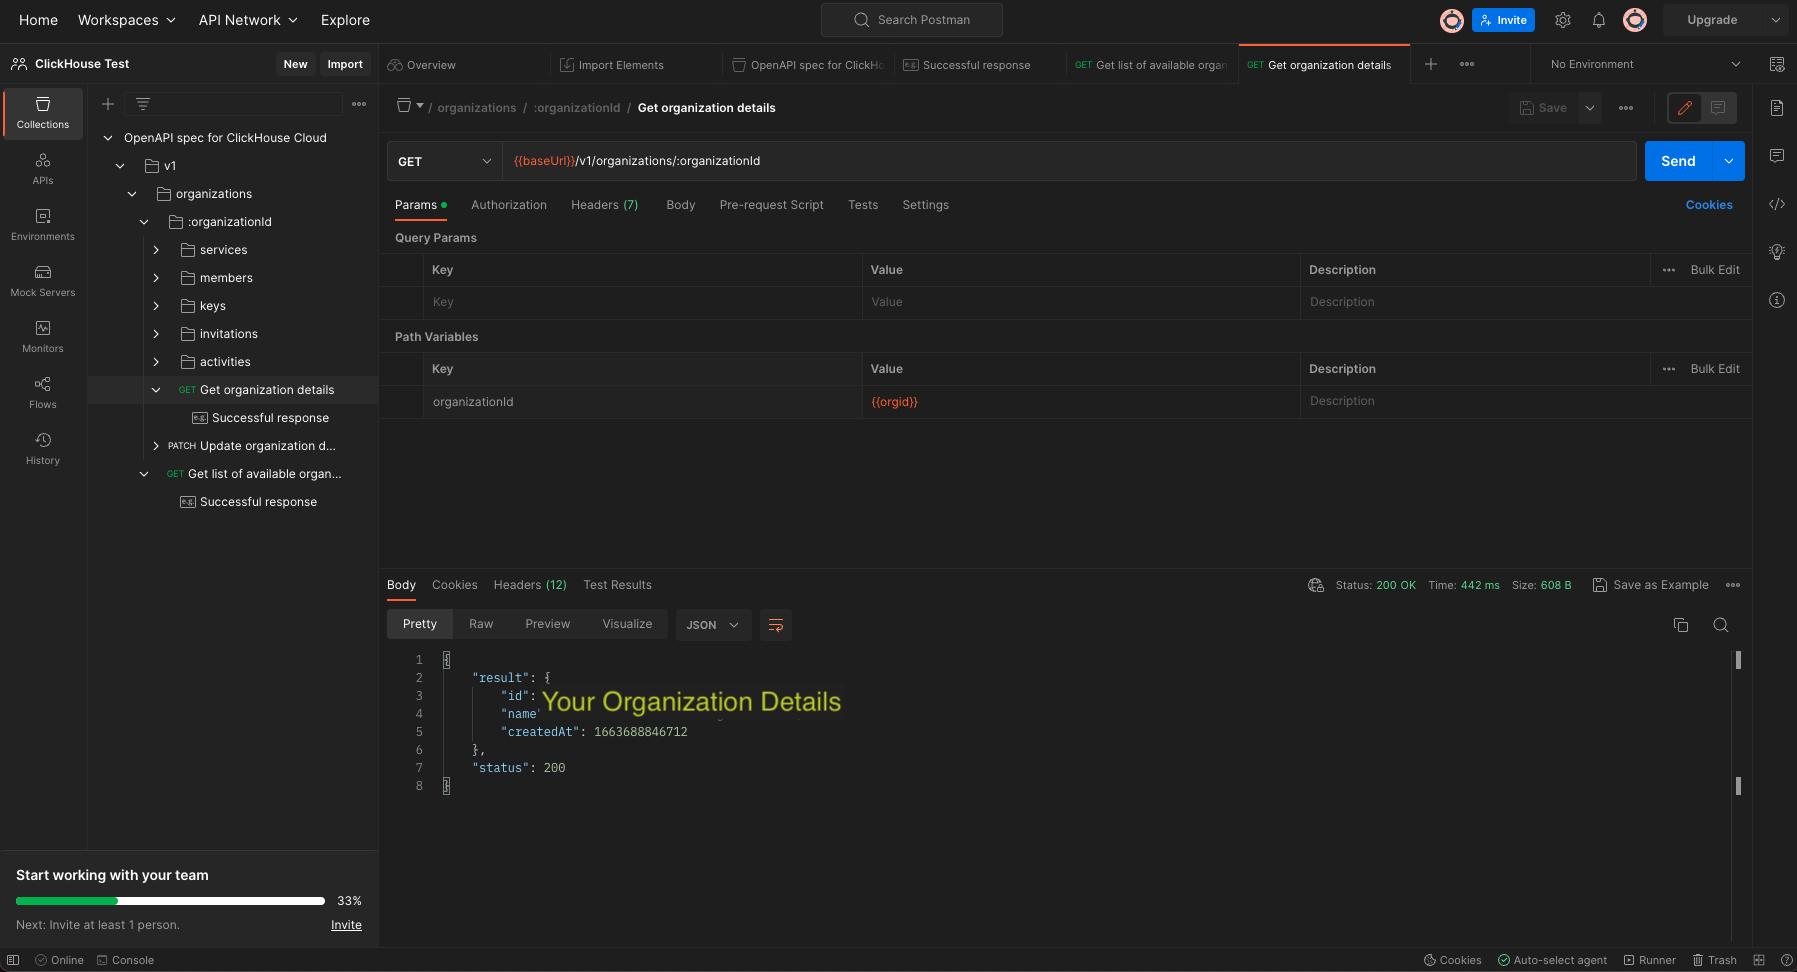 Home Workspaces API Network Explore Search Postman Invite Upgrade
ClickHouse Test New Import Overview Import Elements OpenAPI spec for ClickHo Successful response GET Get list of available organ GET Get organization details No Environment
Collections
APIs
Environments
Mock Servers
Monitors
Flows
History
OpenAPI spec for ClickHouse Cloud
v1
organizations
:organizationId
services
members
keys
invitations
activities
GET Get organization details
e.g. Successful response
PATCH Update organization d...
GET Get list of available organ...
e.g. Successful response
/ organizations / :organizationId / Get organization details Save
GET {{baseUrl}}/v1/organizations/:organizationId Send
Params Authorization Headers (7) Body Pre-request Script Tests Settings Cookies
Query Params
Key Value Description Bulk Edit
Key Value Description
Path Variables
Key Value Description Bulk Edit
organizationId {{orgid}} Description
Body Cookies Headers (12) Test Results Status: 200 OK Time: 442 ms Size: 608 B Save as Example
Pretty Raw Preview Visualize JSON
1 {
2 "result": {
3 "id":
Your Organization Details
4 "name"
5 "createdAt": 1663688846712
6 },
7 "status": 200
8 }
Start working with your team
33%
Next: Invite at least 1 person. Invite
Online Console Cookies Auto-select agent Runner Trash